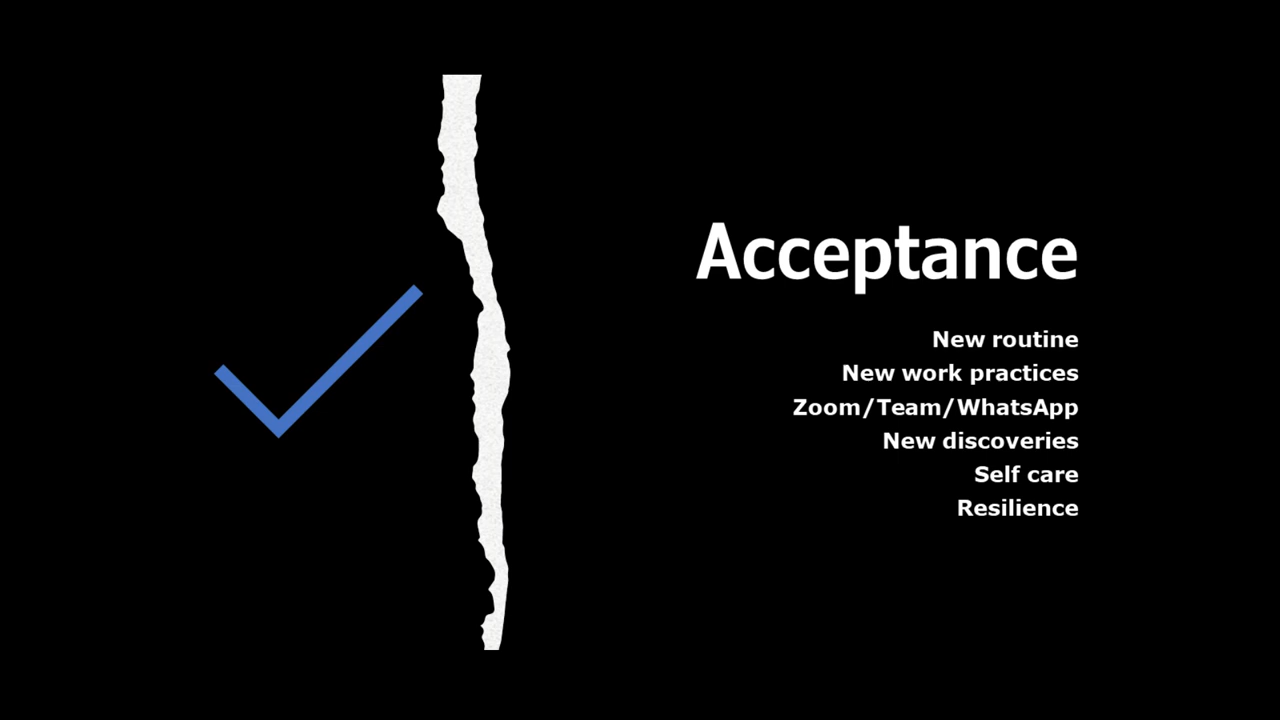 Acceptance
New routine
New work practices
Zoom/Team/WhatsApp
New discoveries
Self care
Resilience